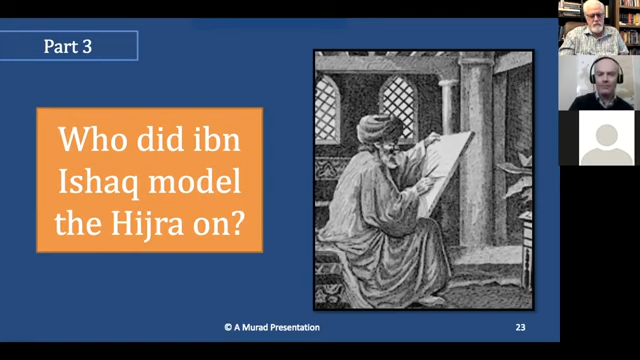 Part 3
Who did ibn
Ishaq model
the Hijra on?
© A Murad Presentation
23